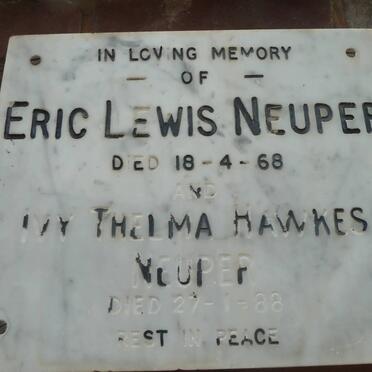 IN LOVING MEMORY
— OF —
ERIC LEWIS NEUPER
DIED 18-4-68
AND
IVY THELMA HAWKES
NEUPER
DIED 27-1-88
REST IN PEACE